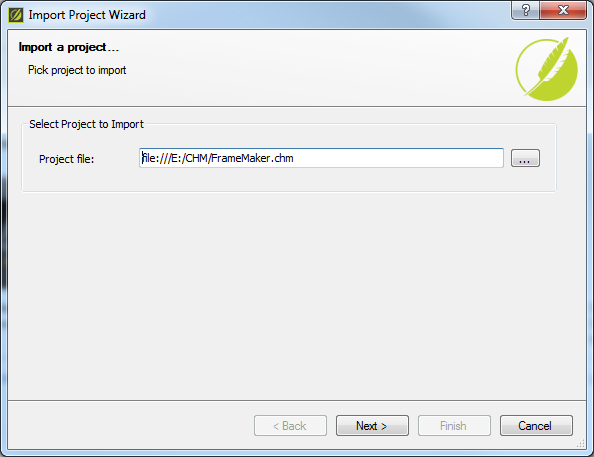 Import Project Wizard
?
Import a project...
Pick project to import
Select Project to Import
Project file:
file:///E:/CHM/FrameMaker.chm
...
< Back
Next >
Finish
Cancel